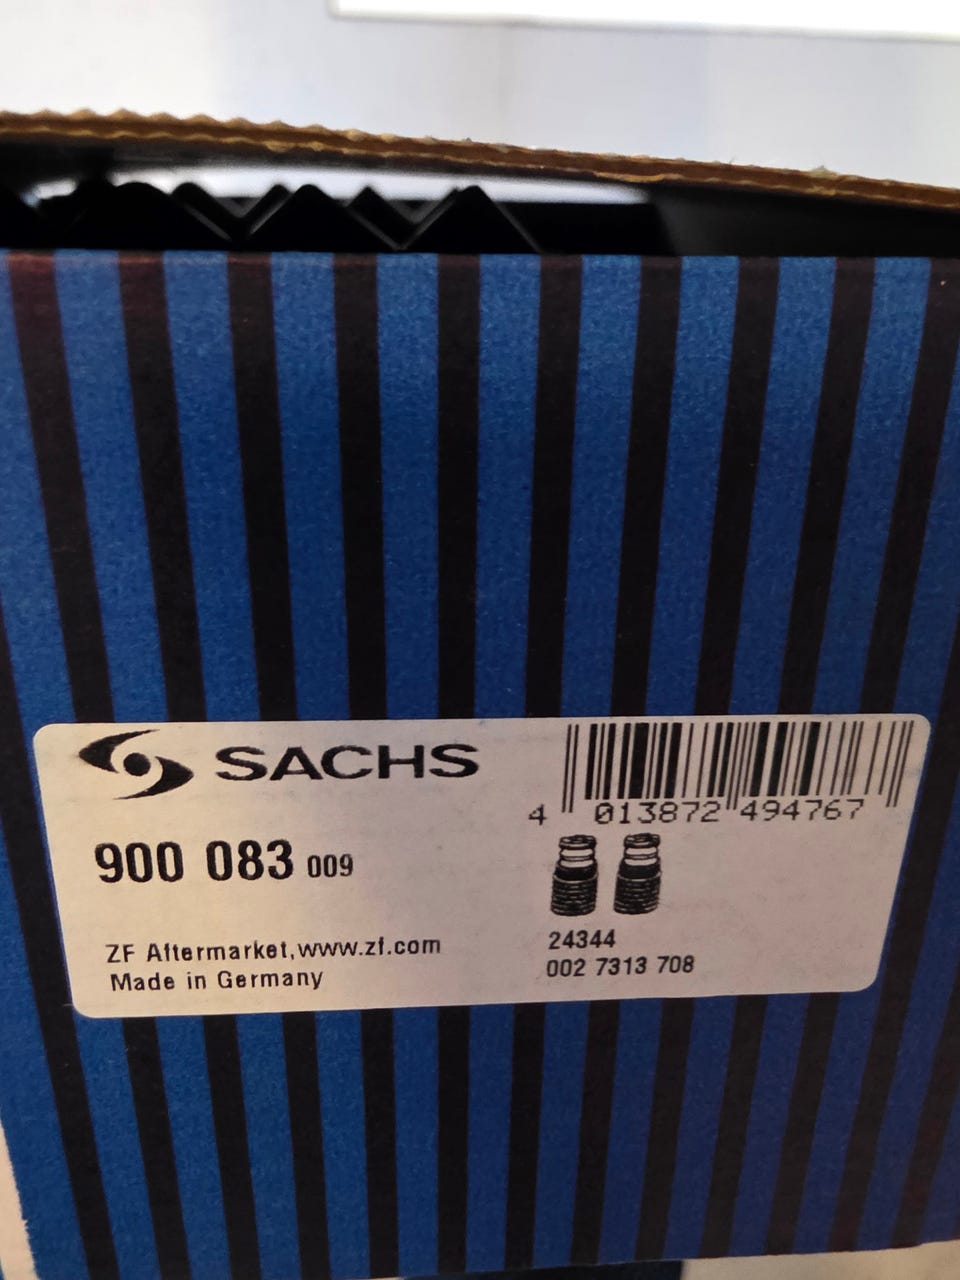 SACHS
4 013872 494767
900 083 009
24344
ZF Aftermarket,www.zf.com
002 7313 708
Made in Germany